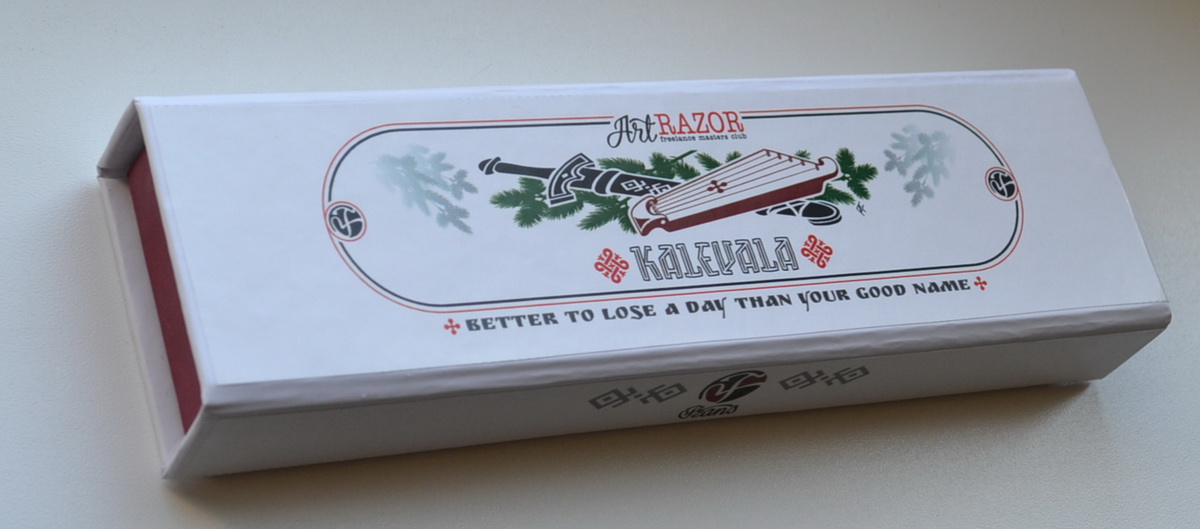 Art RAZOR
freelance masters club
KALEVALA
BETTER TO LOSE A DAY THAN YOUR GOOD NAME